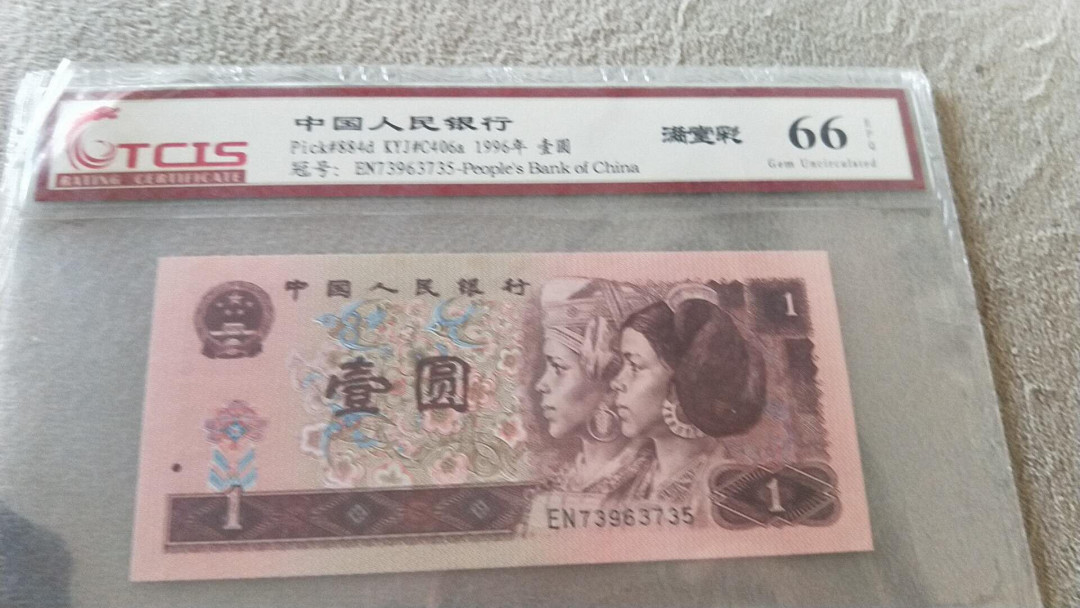 TCIS
RATING CERTIFICATE
中国人民银行
Pick#884d KYJ#C406a 1996年 壹圆
冠号: EN73963735-People's Bank of China
满堂彩
66
EPQ
Gem Uncirculated
中国人民银行
壹圆
1
1
1
EN73963735